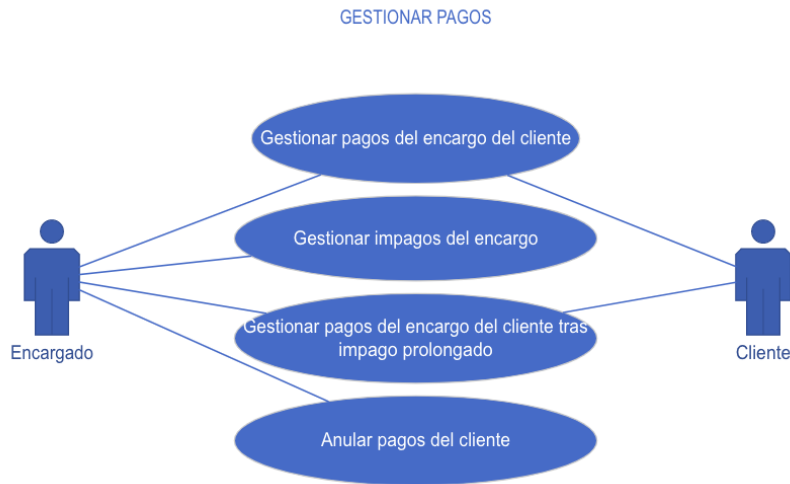 GESTIONAR PAGOS
Gestionar pagos del encargo del cliente
Gestionar impagos del encargo
Gestionar pagos del encargo del cliente tras
impago prolongado
Encargado
Cliente
Anular pagos del cliente